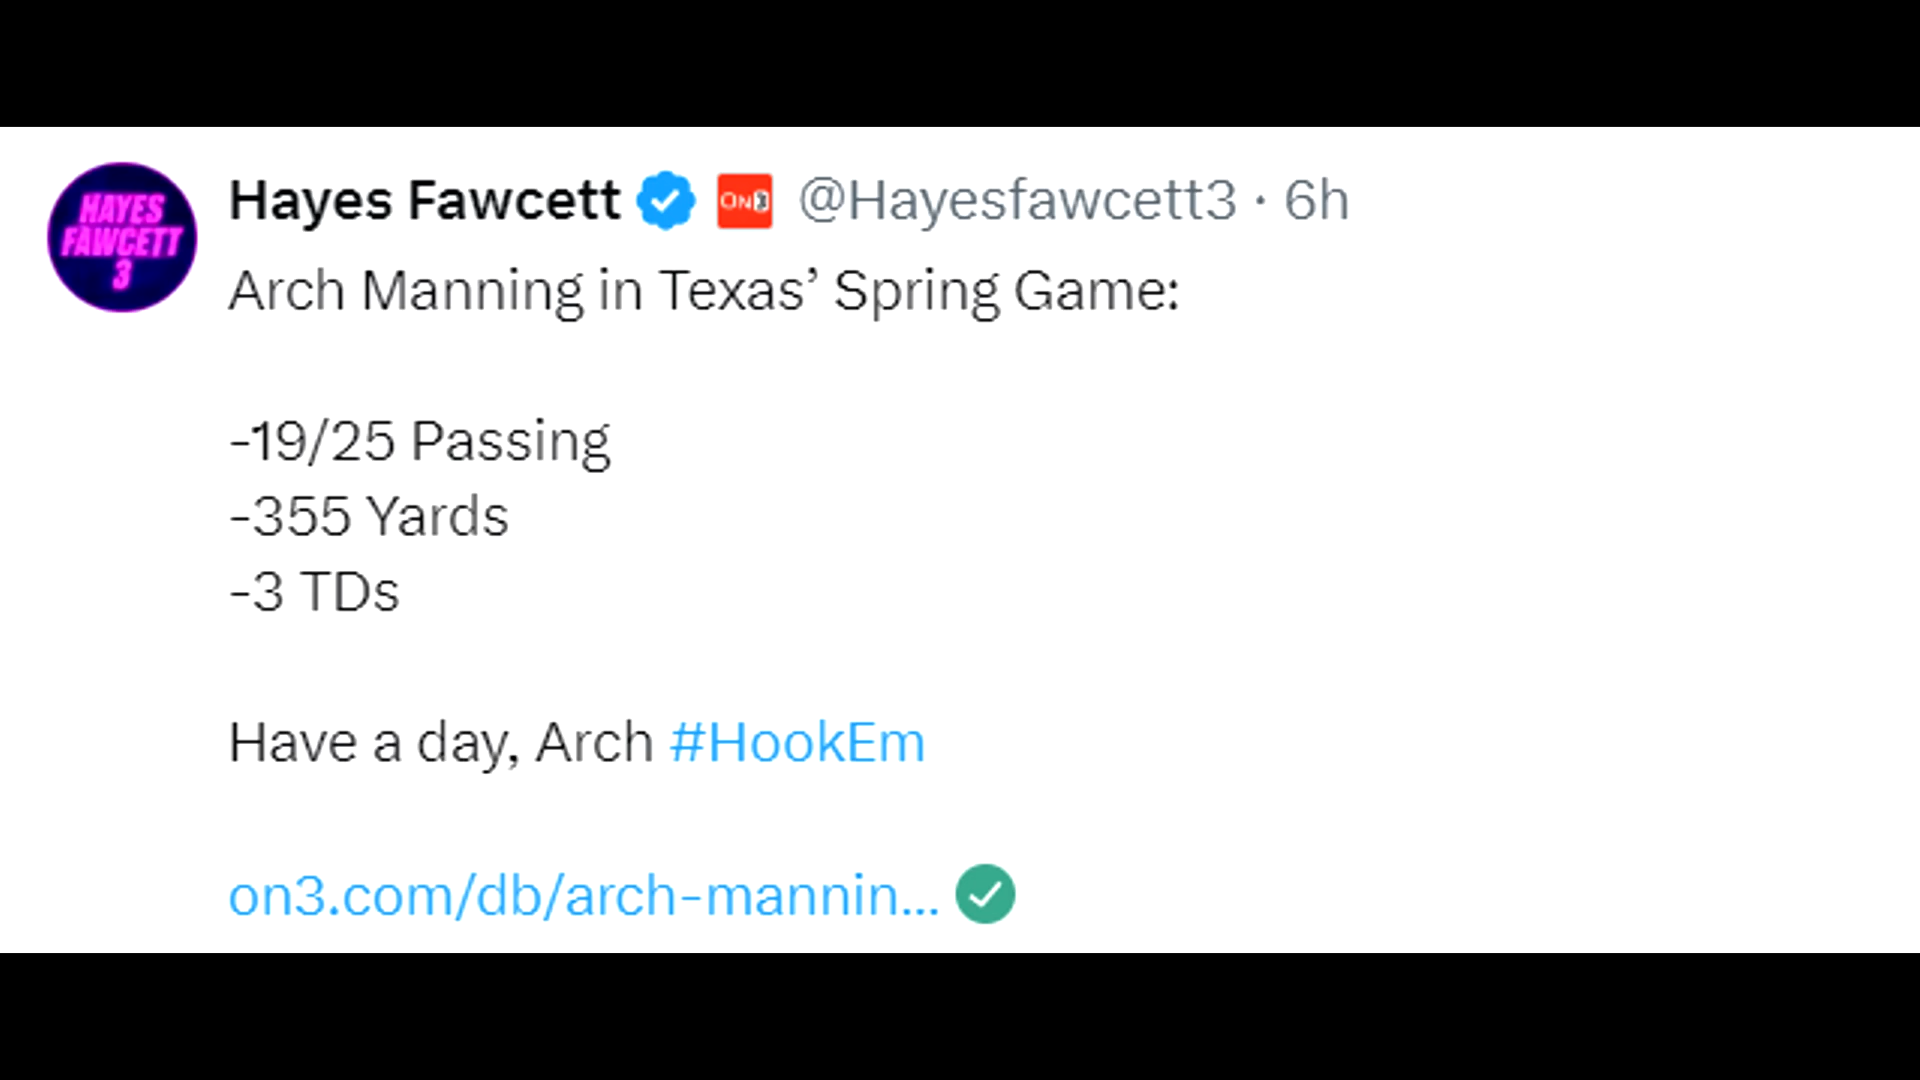 HAYES
FAWCETT
3
Hayes Fawcett ON3 @Hayesfawcett3 · 6h
Arch Manning in Texas’ Spring Game:
-19/25 Passing
-355 Yards
-3 TDs
Have a day, Arch #HookEm
on3.com/db/arch-mannin...